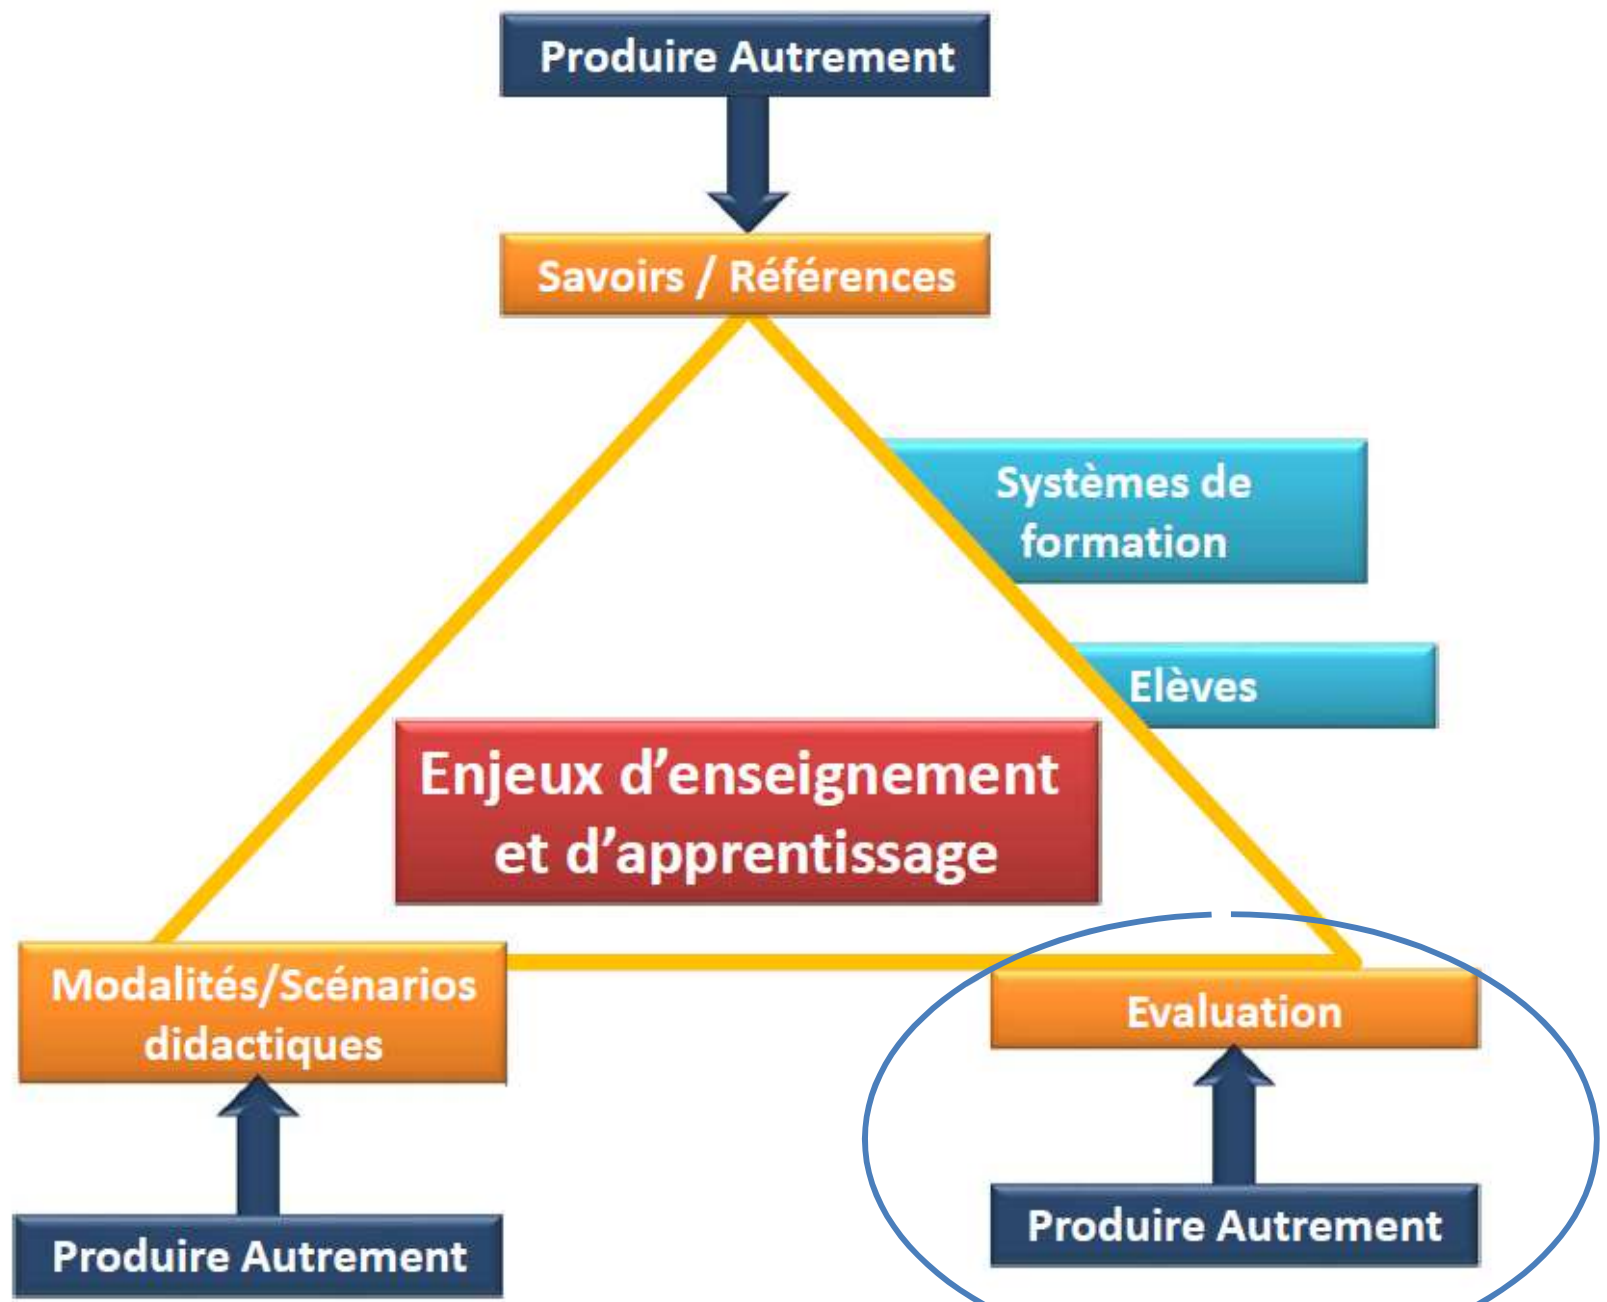 Produire Autrement
Savoirs / Références
Systèmes de
formation
Elèves
Enjeux d’enseignement
et d’apprentissage
Modalités/Scénarios
didactiques
Evaluation
Produire Autrement
Produire Autrement